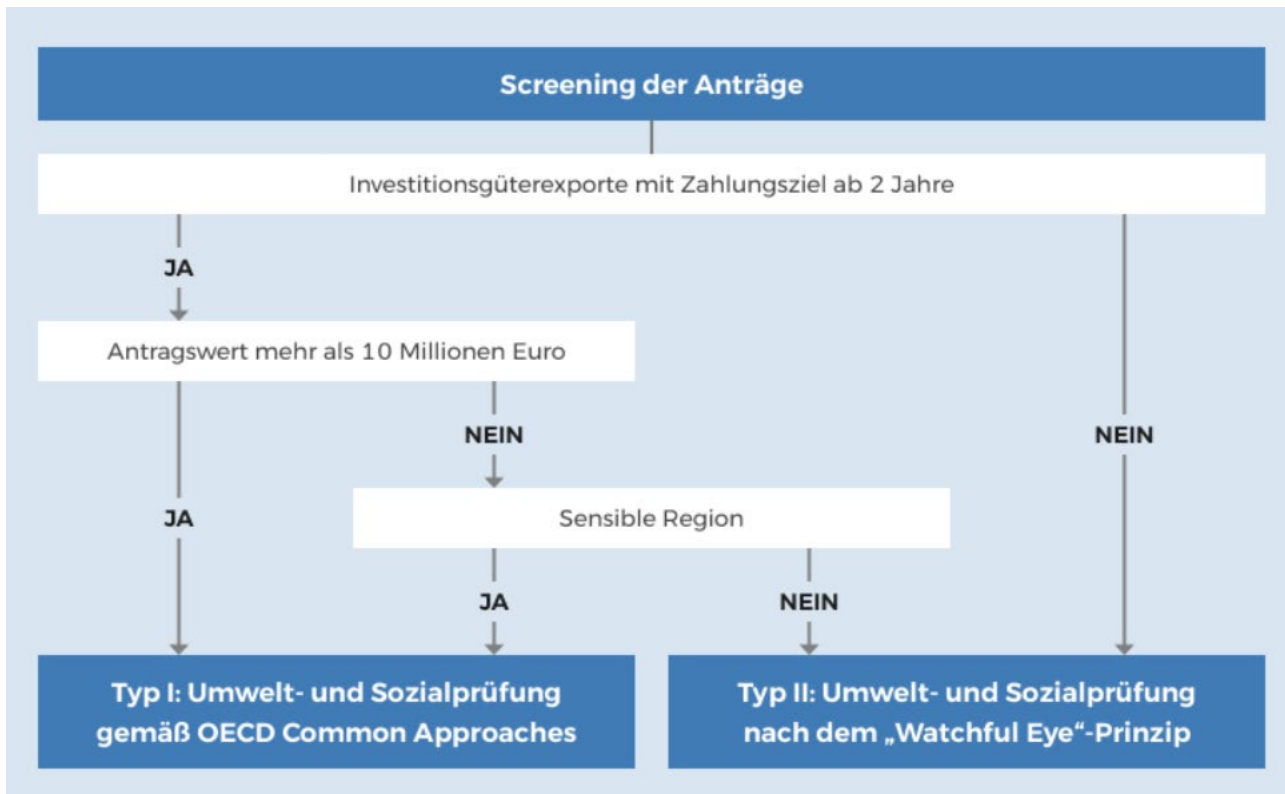 Screening der Anträge
Investitionsgüterexporte mit Zahlungsziel ab 2 Jahre
JA
Antragswert mehr als 10 Millionen Euro
NEIN
NEIN
Sensible Region
JA
JA
NEIN
Typ I: Umwelt- und Sozialprüfung
gemäß OECD Common Approaches
Typ II: Umwelt- und Sozialprüfung
nach dem „Watchful Eye“-Prinzip